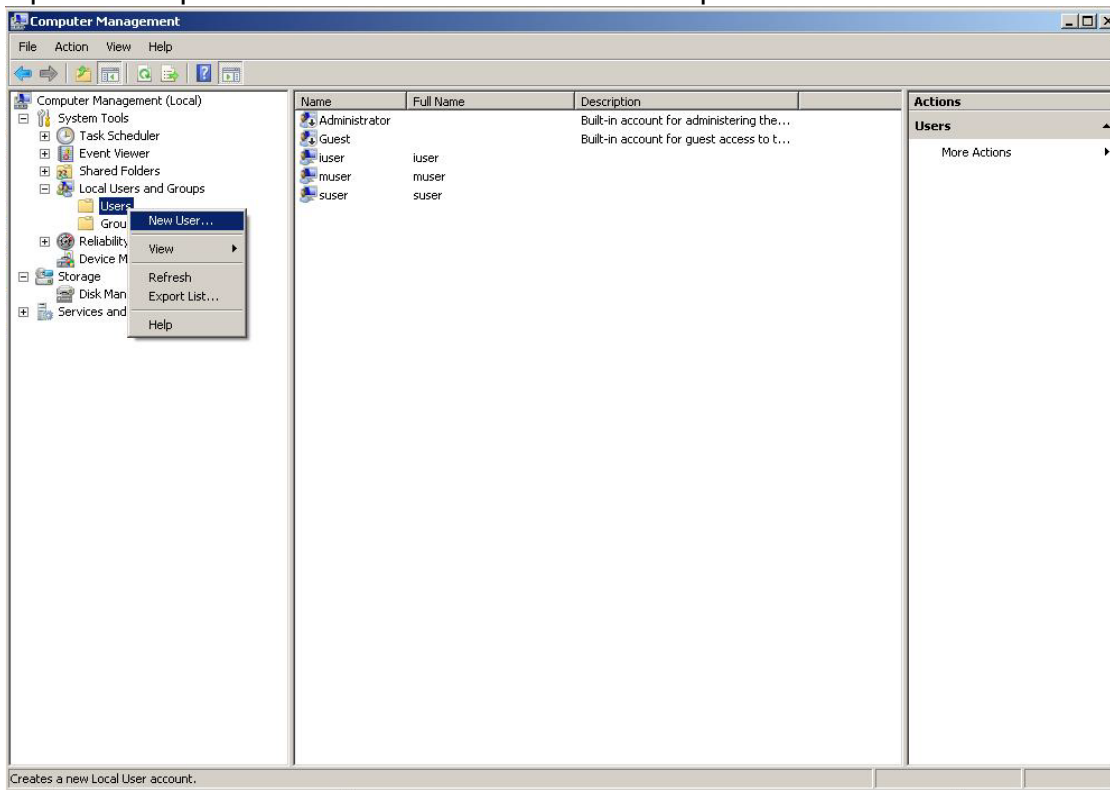 Computer Management
File Action View Help
Computer Management (Local)
System Tools
Task Scheduler
Event Viewer
Shared Folders
Local Users and Groups
Users
Grou
Reliability
Device M
Storage
Disk Man
Services and
New User...
View
Refresh
Export List...
Help
Name Full Name Description
Administrator Built-in account for administering the...
Guest Built-in account for guest access to t...
iuser iuser
muser muser
suser suser
Actions
Users
More Actions
Creates a new Local User account.